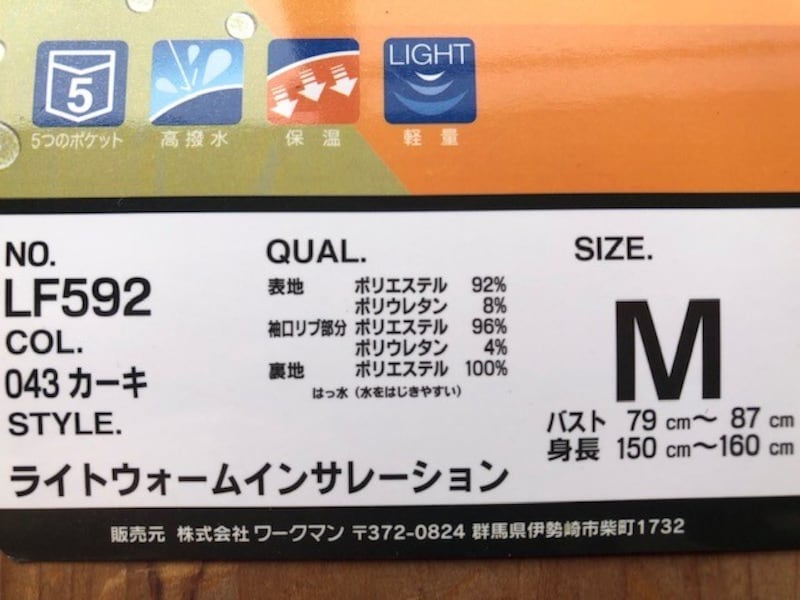 5
LIGHT
5つのポケット 高撥水 保温 軽量
NO.
LF592
COL.
043 カーキ
STYLE.
ライトウォームインサレーション
QUAL.
表地 ポリエステル 92%
ポリウレタン 8%
袖口リブ部分 ポリエステル 96%
ポリウレタン 4%
裏地 ポリエステル 100%
はっ水（水をはじきやすい）
SIZE.
M
バスト 79 cm〜 87 cm
身長 150 cm〜160 cm
販売元 株式会社 ワークマン 〒372-0824 群馬県伊勢崎市柴町1732